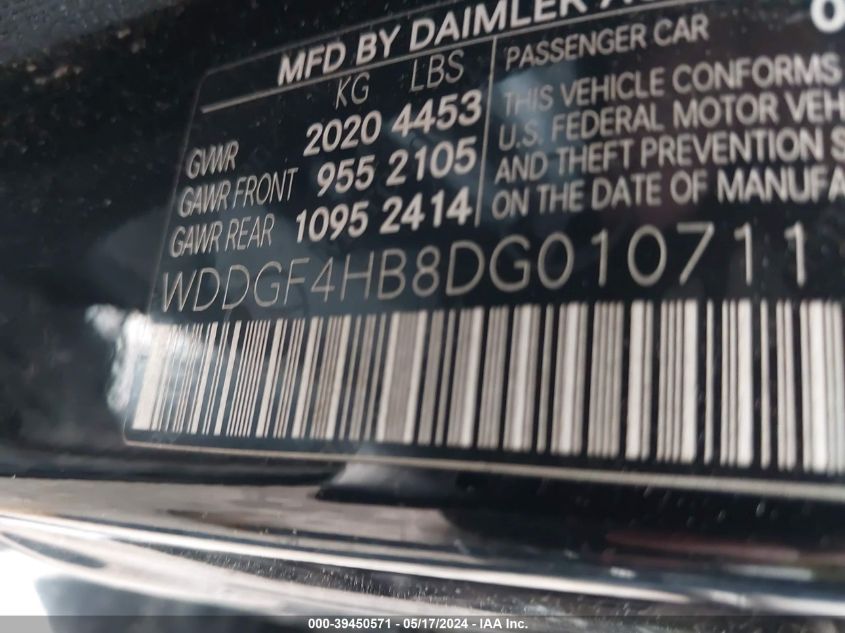 MFD BY DAIMLER
KG LBS
GVWR 2020 4453
GAWR FRONT 955 2105
GAWR REAR 1095 2414
PASSENGER CAR
THIS VEHICLE CONFORMS
U.S. FEDERAL MOTOR VEH
AND THEFT PREVENTION S
ON THE DATE OF MANUFA
WDDGF4HB8DG010711
000-39450571 - 05/17/2024 - IAA Inc.